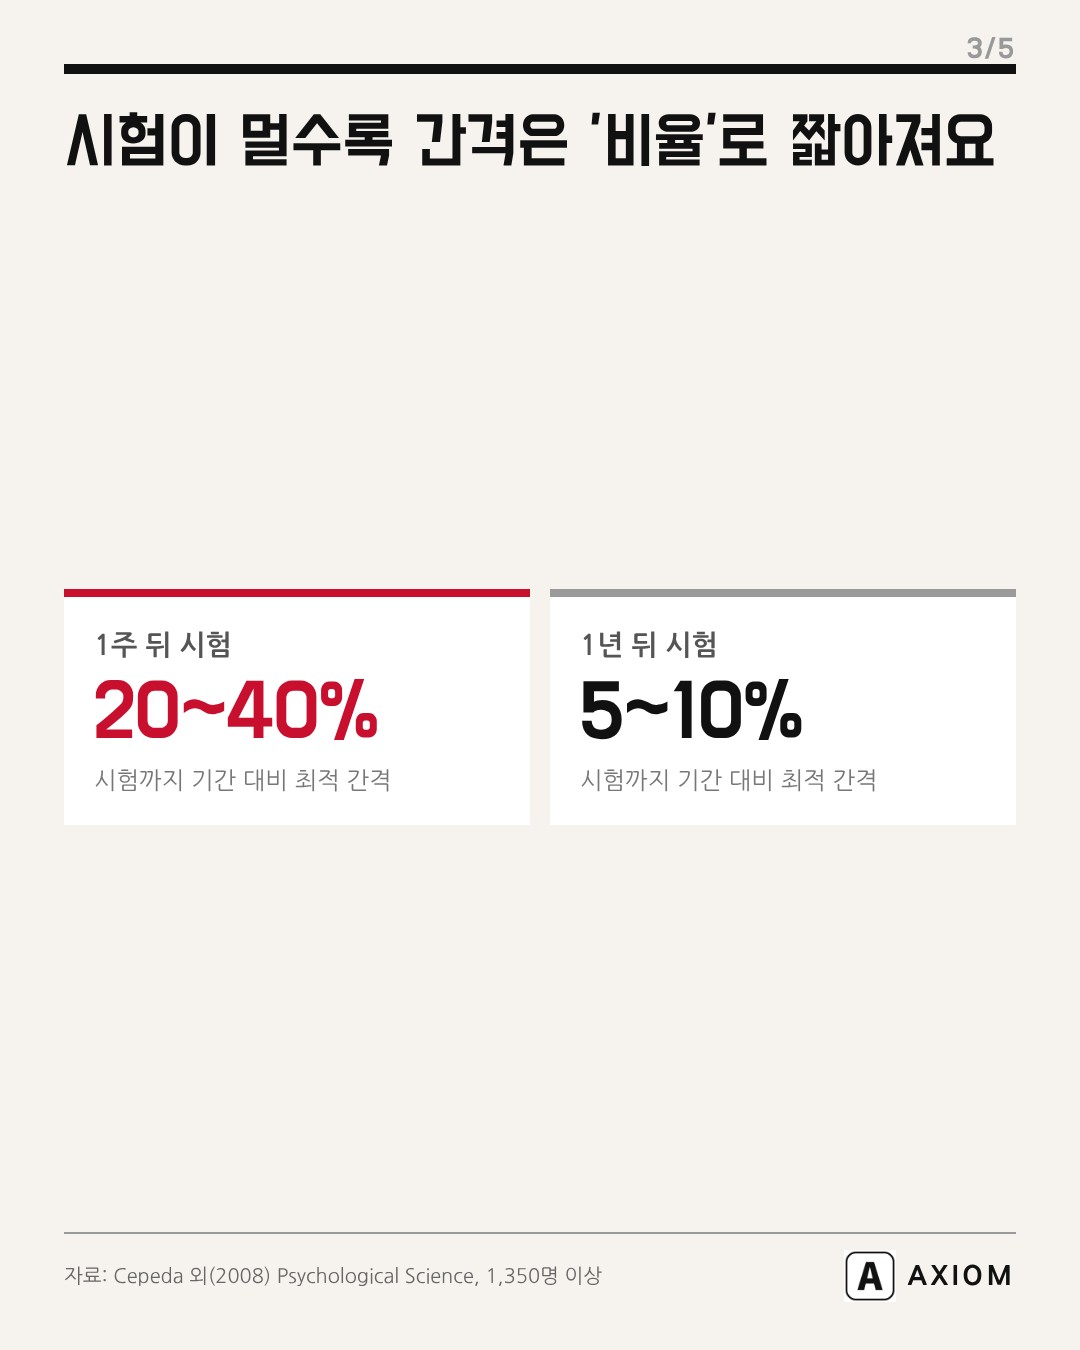 3/5
시험이 멀수록 간격은 '비율'로 짧아져요
1주 뒤 시험
20~40%
시험까지 기간 대비 최적 간격
1년 뒤 시험
5~10%
시험까지 기간 대비 최적 간격
자료: Cepeda 외(2008) Psychological Science, 1,350명 이상
A AXIOM